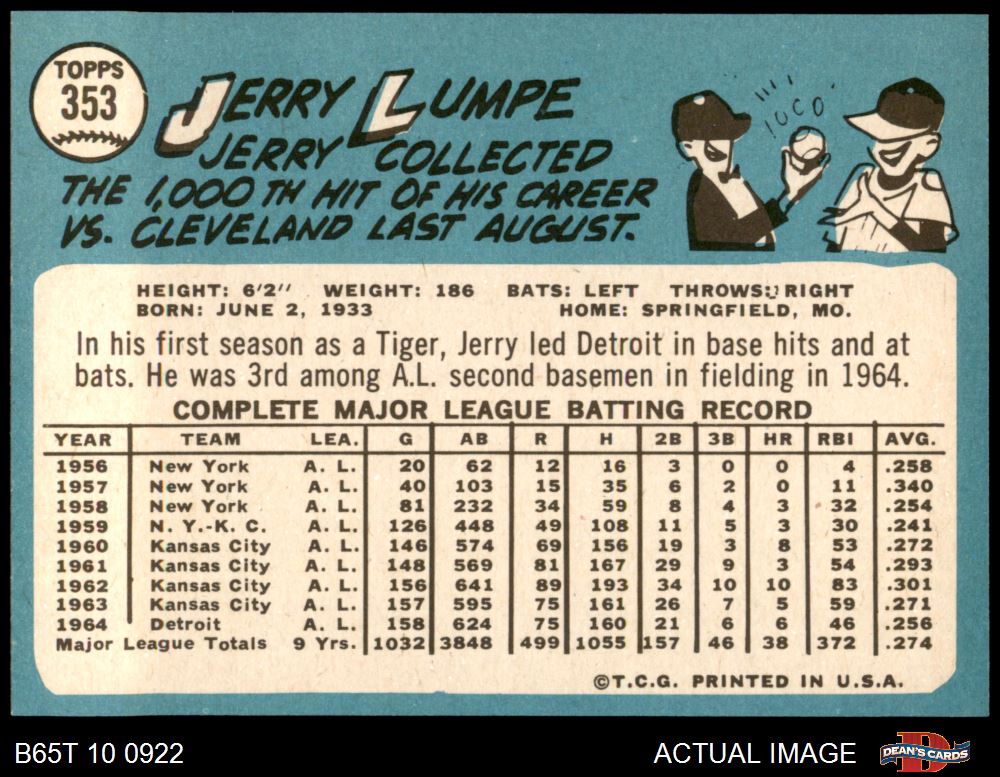 TOPPS
353
JERRY LUMPE
JERRY COLLECTED
THE 1,000TH HIT OF HIS CAREER
VS. CLEVELAND LAST AUGUST.
1000
HEIGHT: 6'2" WEIGHT: 186 BATS: LEFT THROWS: RIGHT
BORN: JUNE 2, 1933 HOME: SPRINGFIELD, MO.
In his first season as a Tiger, Jerry led Detroit in base hits and at
bats. He was 3rd among A.L. second basemen in fielding in 1964.
COMPLETE MAJOR LEAGUE BATTING RECORD
YEAR TEAM LEA. G AB R H 2B 3B HR RBI AVG.
1956 New York A. L. 20 62 12 16 3 0 0 4 .258
1957 New York A. L. 40 103 15 35 6 2 0 11 .340
1958 New York A. L. 81 232 34 59 8 4 3 32 .254
1959 N. Y.-K. C. A. L. 126 448 49 108 11 5 3 30 .241
1960 Kansas City A. L. 146 574 69 156 19 3 8 53 .272
1961 Kansas City A. L. 148 569 81 167 29 9 3 54 .293
1962 Kansas City A. L. 156 641 89 193 34 10 10 83 .301
1963 Kansas City A. L. 157 595 75 161 26 7 5 59 .271
1964 Detroit A. L. 158 624 75 160 21 6 6 46 .256
Major League Totals 9 Yrs. 1032 3848 499 1055 157 46 38 372 .274
©T.C.G. PRINTED IN U.S.A.
B65T 10 0922 ACTUAL IMAGE DEAN'S CARDS